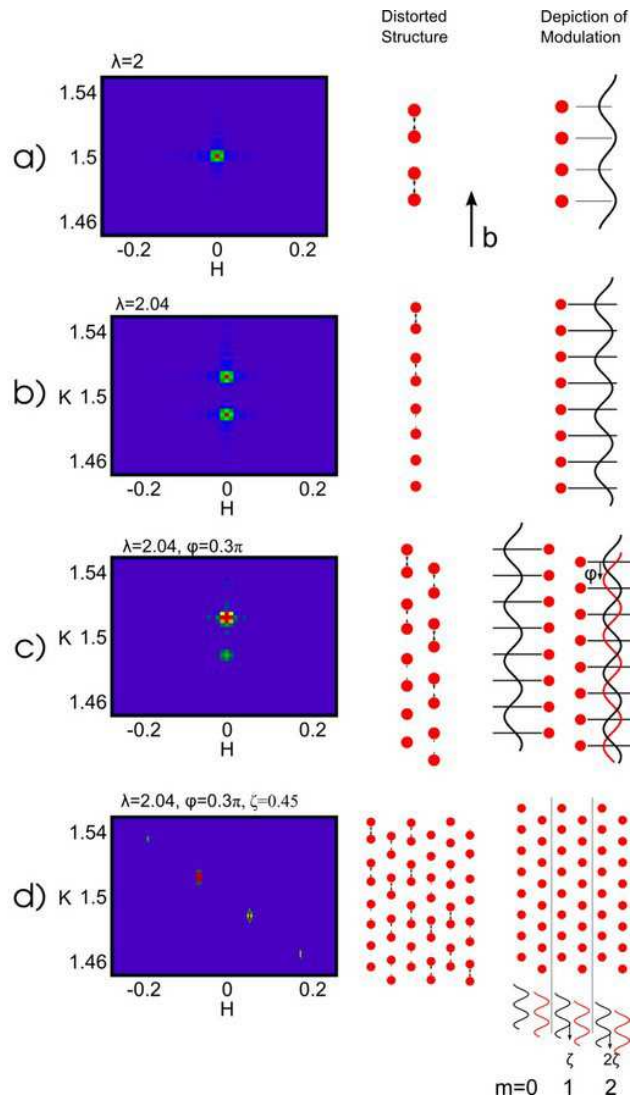 Distorted Structure
Depiction of Modulation
λ=2
1.54
a) 1.5
1.46
-0.2 0 0.2
H
b
λ=2.04
1.54
b) K 1.5
1.46
-0.2 0 0.2
H
λ=2.04, φ=0.3π
1.54
c) K 1.5
1.46
-0.2 0 0.2
H
φ
λ=2.04, φ=0.3π, ζ=0.45
1.54
d) K 1.5
1.46
-0.2 0 0.2
H
ζ 2ζ
m=0 1 2